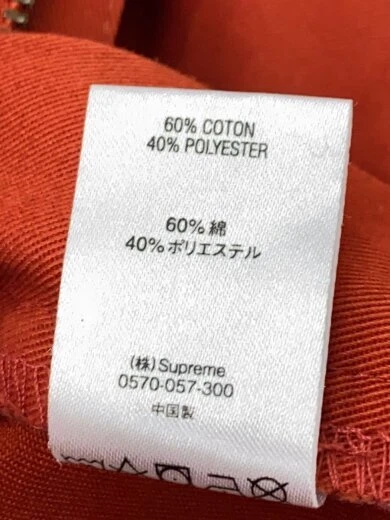 60% COTON
40% POLYESTER
60% 綿
40% ポリエステル
(株) Supreme
0570-057-300
中国製